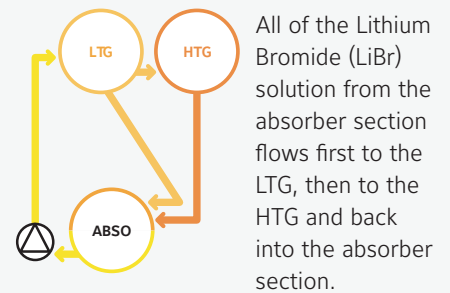 LTG
HTG
ABSO
All of the Lithium
Bromide (LiBr)
solution from the
absorber section
flows first to the
LTG, then to the
HTG and back
into the absorber
section.